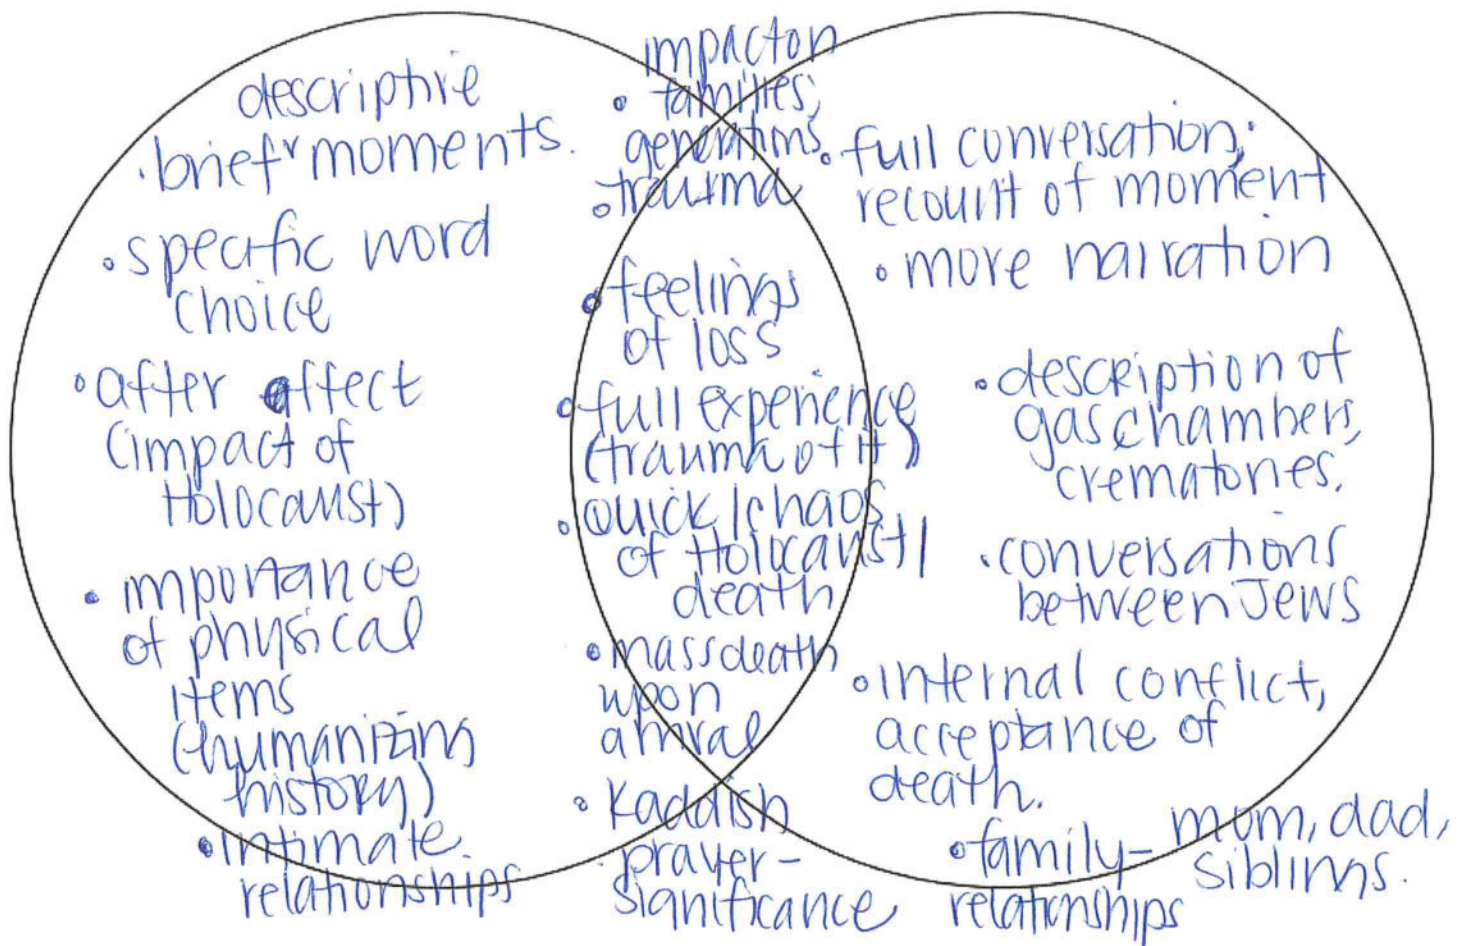 descriptive
• brief moments.
• specific word
choice
• after affect
(impact of
Holocaust)
• importance
of physical
items
(humanizing
history)
• intimate
relationships
impact on
• families,
generations
• trauma
• feelings
of loss
• full experience
(trauma of it)
• Quick/chaos
of Holocaust/
death
• mass death
upon
arrival
• Kaddish
prayer-
significance
• full conversation,
recount of moment
• more narration
• description of
gas chambers,
crematories.
• conversations
between Jews
• internal conflict,
acceptance of
death.
• family- mom, dad,
siblings.
relationships